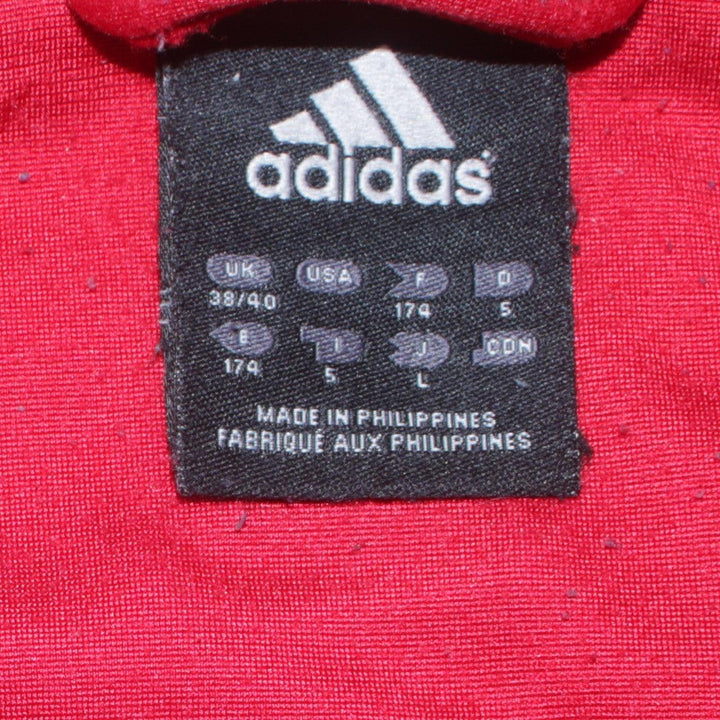 adidas
UK USA F D
38/40 174 5
E I J CDN
174 5 L
MADE IN PHILIPPINES
FABRIQUÉ AUX PHILIPPINES